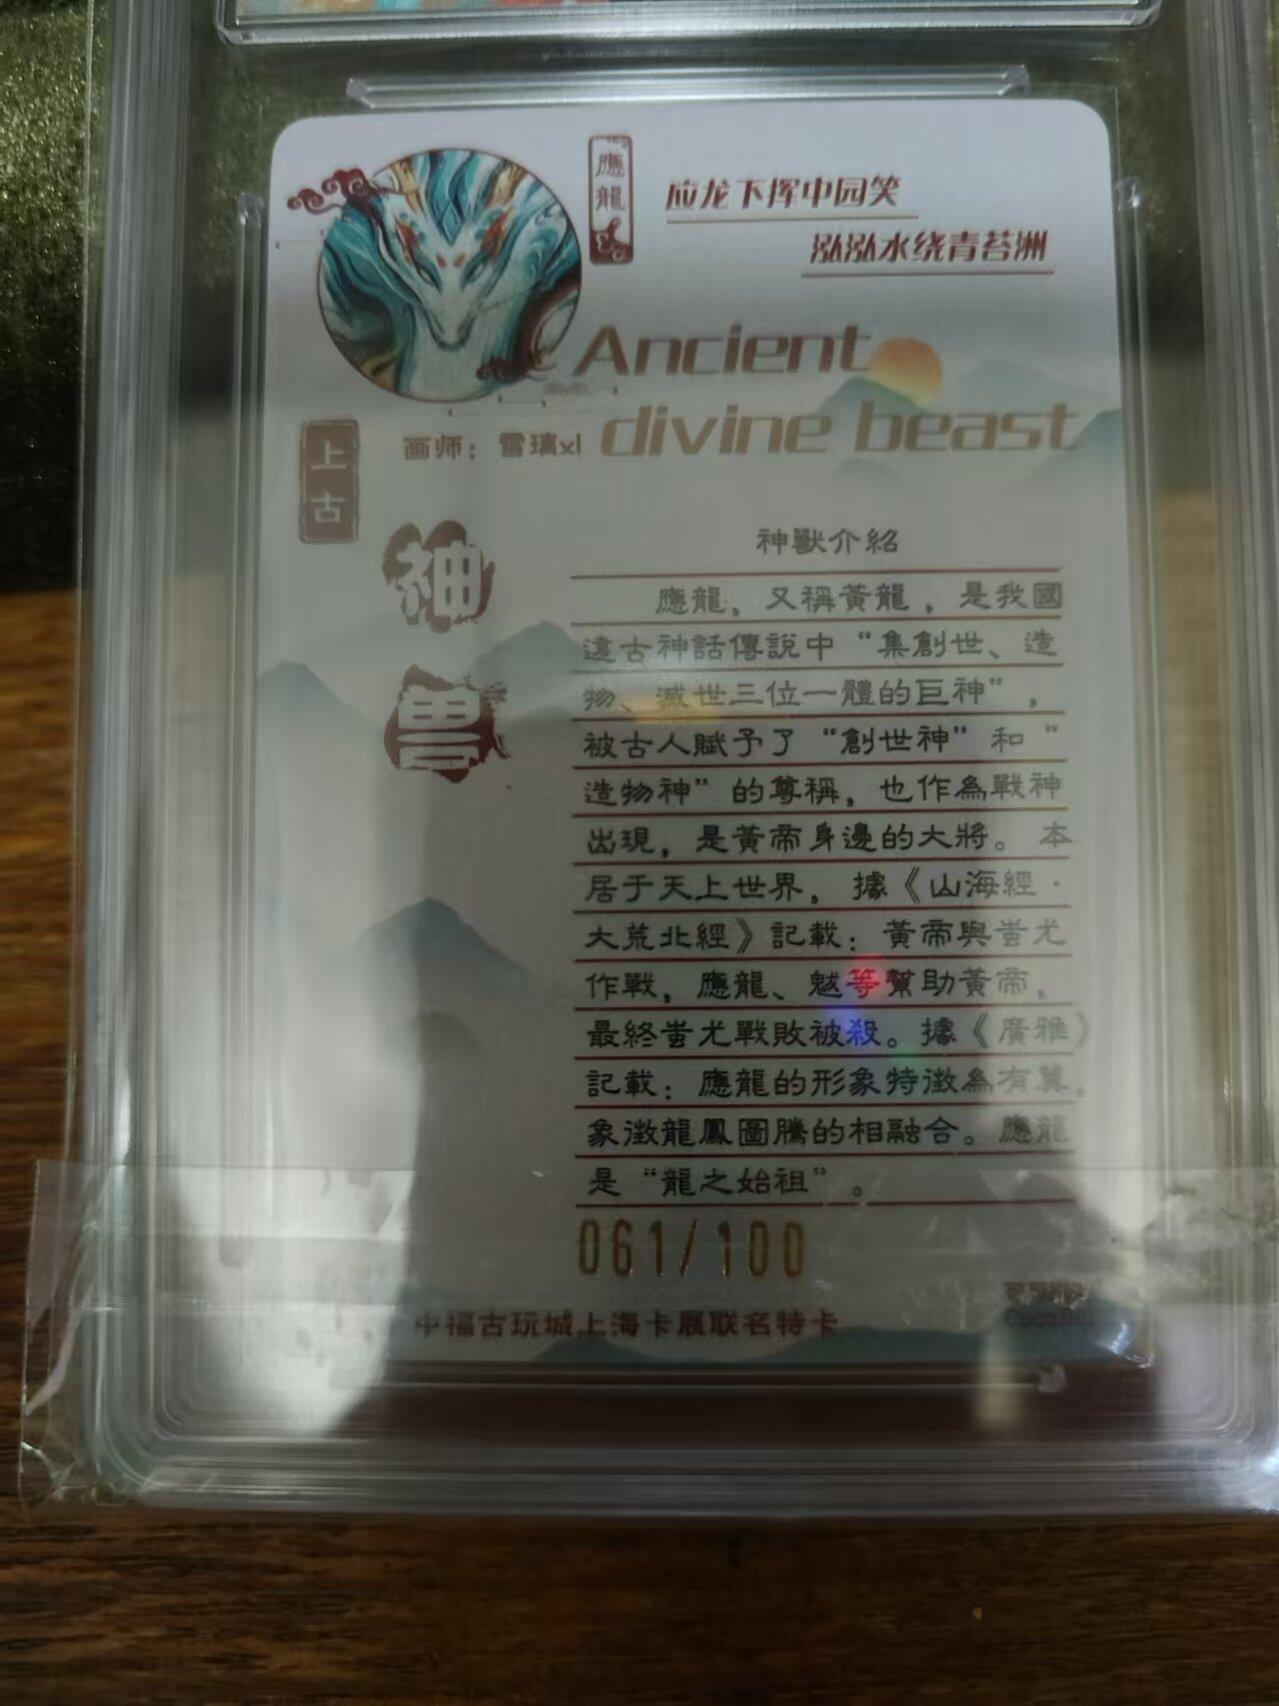 應龍
应龙下挥中园笑
泓泓水绕青苔洲
Ancient
divine beast
画师：雪璃xl
上古
神兽
神獸介紹
應龍，又稱黃龍，是我國
遠古神話傳說中“集創世、造
物、滅世三位一體的巨神”，
被古人賦予了“創世神”和“
造物神”的尊稱，也作為戰神
出現，是黃帝身邊的大將。本
居于天上世界，據《山海經·
大荒北經》記載：黃帝與蚩尤
作戰，應龍、魃等幫助黃帝，
最終蚩尤戰敗被殺。據《廣雅》
記載：應龍的形象特徵為有翼，
象徵龍鳳圖騰的相融合。應龍
是“龍之始祖”。
061/100
中福古玩城上海卡展联名特卡